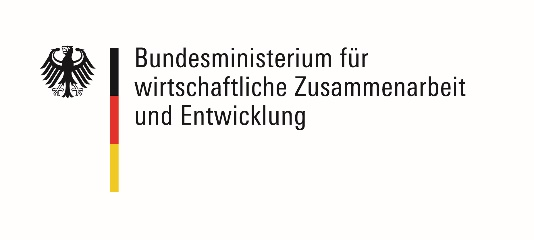 Bundesministerium für
wirtschaftliche Zusammenarbeit
und Entwicklung